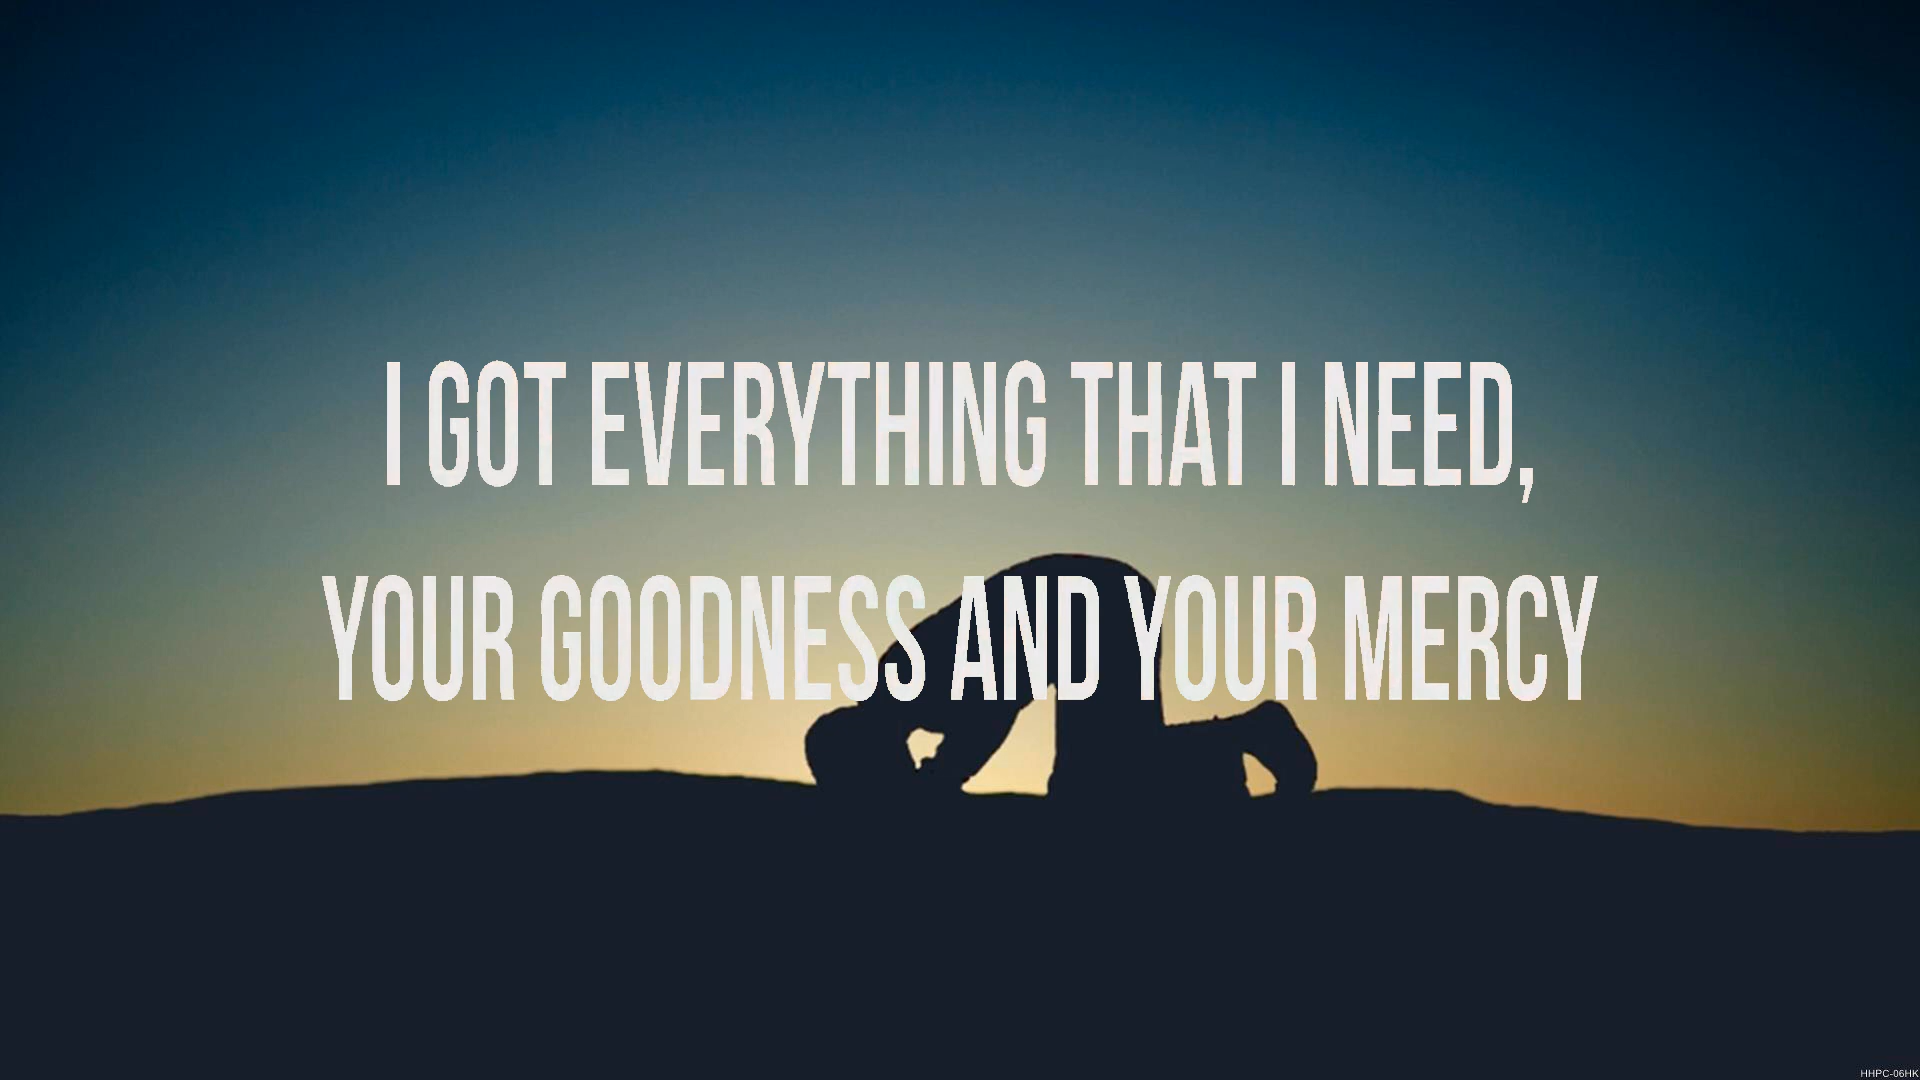 I GOT EVERYTHING THAT I NEED,
YOUR GOODNESS AND YOUR MERCY
HHPC-06HK